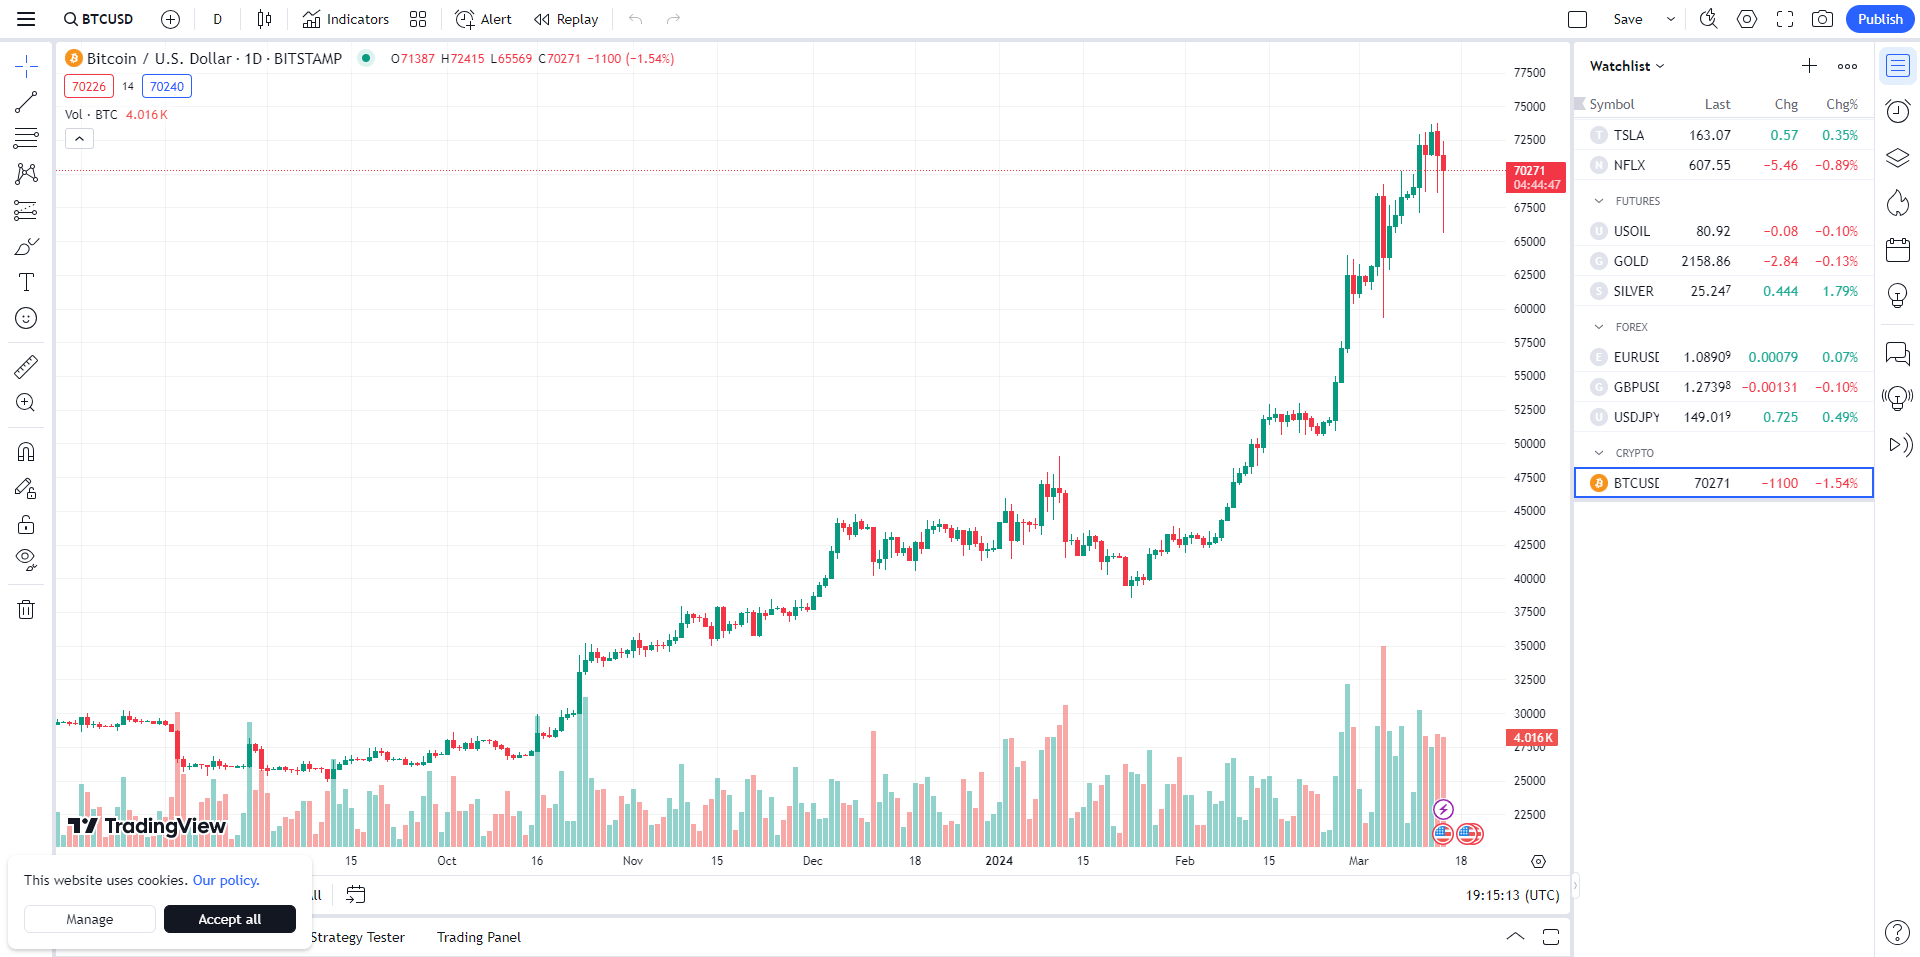 BTCUSD D Indicators Alert Replay Save Publish
Bitcoin / U.S. Dollar · 1D · BITSTAMP O71387 H72415 L65569 C70271 −1100 (−1.54%)
70226 14 70240
Vol · BTC 4.016K
77500
75000
72500
70271
04:44:47
67500
65000
62500
60000
57500
55000
52500
50000
47500
45000
42500
40000
37500
35000
32500
30000
4.016K
27500
25000
22500
TradingView
15 Oct 16 Nov 15 Dec 18 2024 15 Feb 15 Mar 18
19:15:13 (UTC)
This website uses cookies. Our policy.
Manage Accept all
Strategy Tester Trading Panel
Watchlist
Symbol Last Chg Chg%
T TSLA 163.07 0.57 0.35%
N NFLX 607.55 −5.46 −0.89%
FUTURES
U USOIL 80.92 −0.08 −0.10%
G GOLD 2158.86 −2.84 −0.13%
S SILVER 25.247 0.444 1.79%
FOREX
E EURUSD 1.08909 0.00079 0.07%
G GBPUSD 1.27398 −0.00131 −0.10%
U USDJPY 149.019 0.725 0.49%
CRYPTO
BTCUSD 70271 −1100 −1.54%